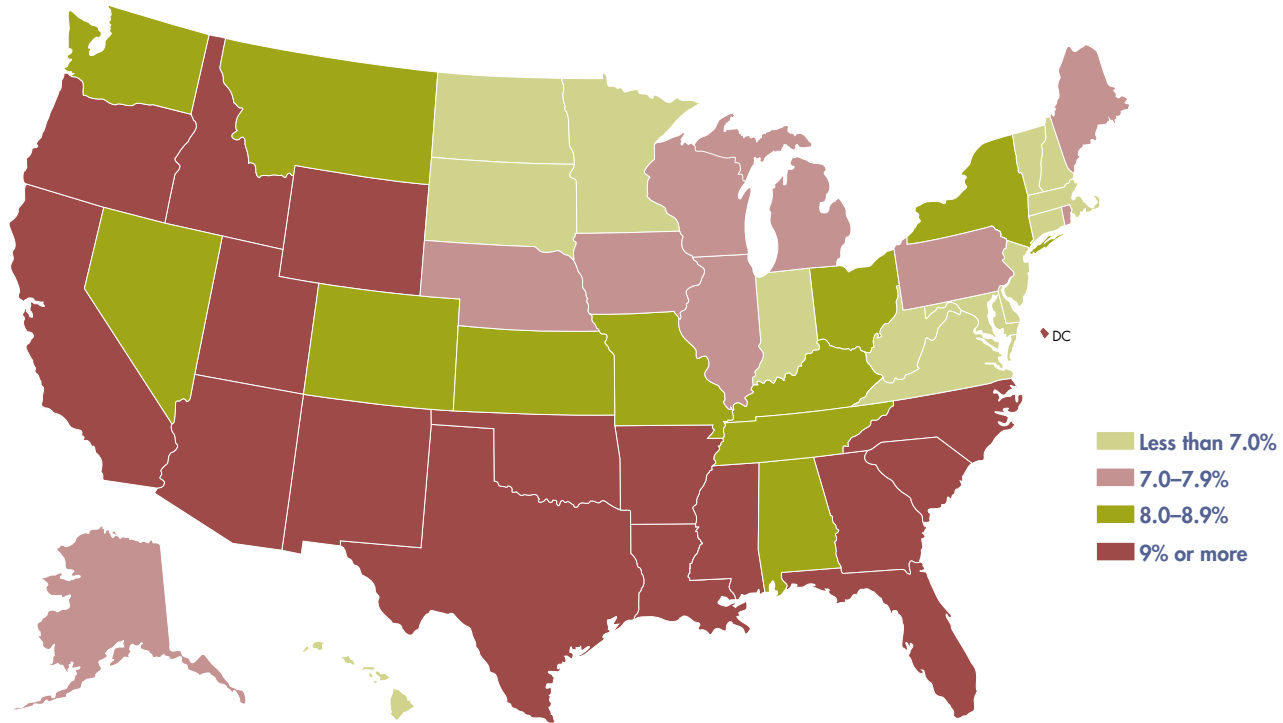 DC
Less than 7.0%
7.0–7.9%
8.0–8.9%
9% or more